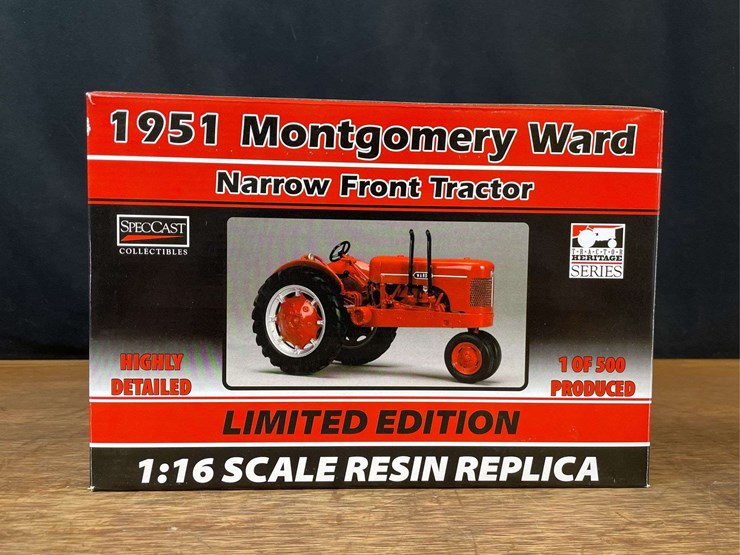 1951 Montgomery Ward
Narrow Front Tractor
SPECCAST
COLLECTIBLES
TRACTOR
HERITAGE
SERIES
WARD
HIGHLY
DETAILED
1 OF 500
PRODUCED
LIMITED EDITION
1:16 SCALE RESIN REPLICA